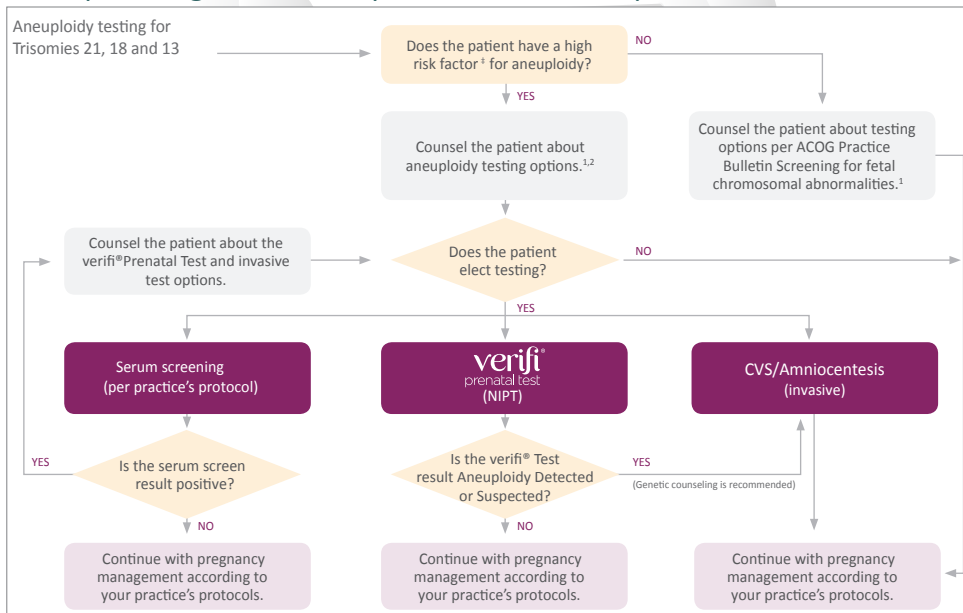 Aneuploidy testing for
Trisomies 21, 18 and 13
Does the patient have a high
risk factor‡ for aneuploidy?
NO
YES
Counsel the patient about
aneuploidy testing options.1,2
Counsel the patient about testing
options per ACOG Practice
Bulletin Screening for fetal
chromosomal abnormalities.1
Counsel the patient about the
verifi®Prenatal Test and invasive
test options.
Does the patient
elect testing?
NO
YES
Serum screening
(per practice's protocol)
verifi®
prenatal test
(NIPT)
CVS/Amniocentesis
(invasive)
YES
Is the serum screen
result positive?
Is the verifi® Test
result Aneuploidy Detected
or Suspected?
YES
(Genetic counseling is recommended)
NO
NO
Continue with pregnancy
management according to
your practice's protocols.
Continue with pregnancy
management according to
your practice's protocols.
Continue with pregnancy
management according to
your practice's protocols.